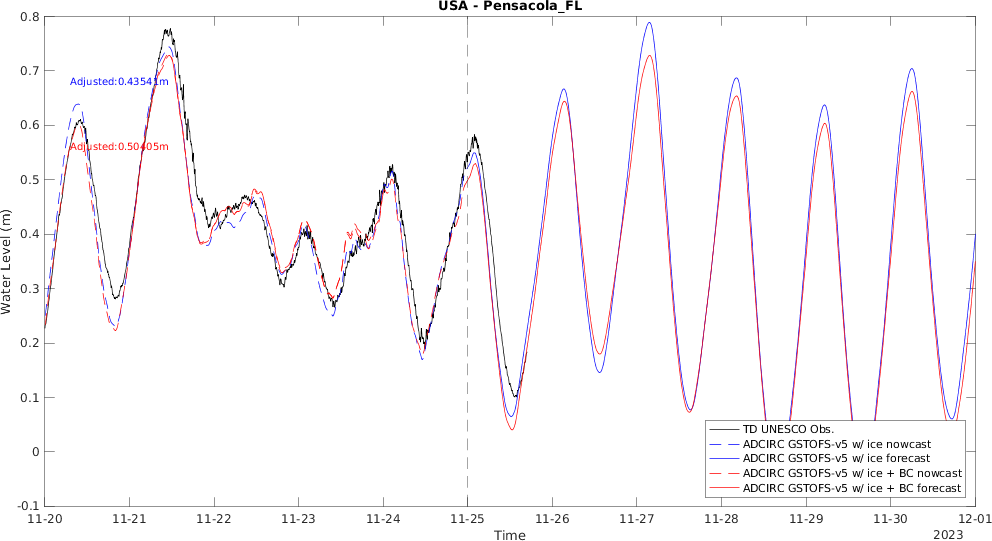 USA - Pensacola_FL
0.8
0.7
0.6
0.5
0.4
0.3
0.2
0.1
0
-0.1
Water Level (m)
Adjusted:0.43541m
Adjusted:0.50405m
TD UNESCO Obs.
ADCIRC GSTOFS-v5 w/ ice nowcast
ADCIRC GSTOFS-v5 w/ ice forecast
ADCIRC GSTOFS-v5 w/ ice + BC nowcast
ADCIRC GSTOFS-v5 w/ ice + BC forecast
11-20 11-21 11-22 11-23 11-24 11-25 11-26 11-27 11-28 11-29 11-30 12-01
Time
2023